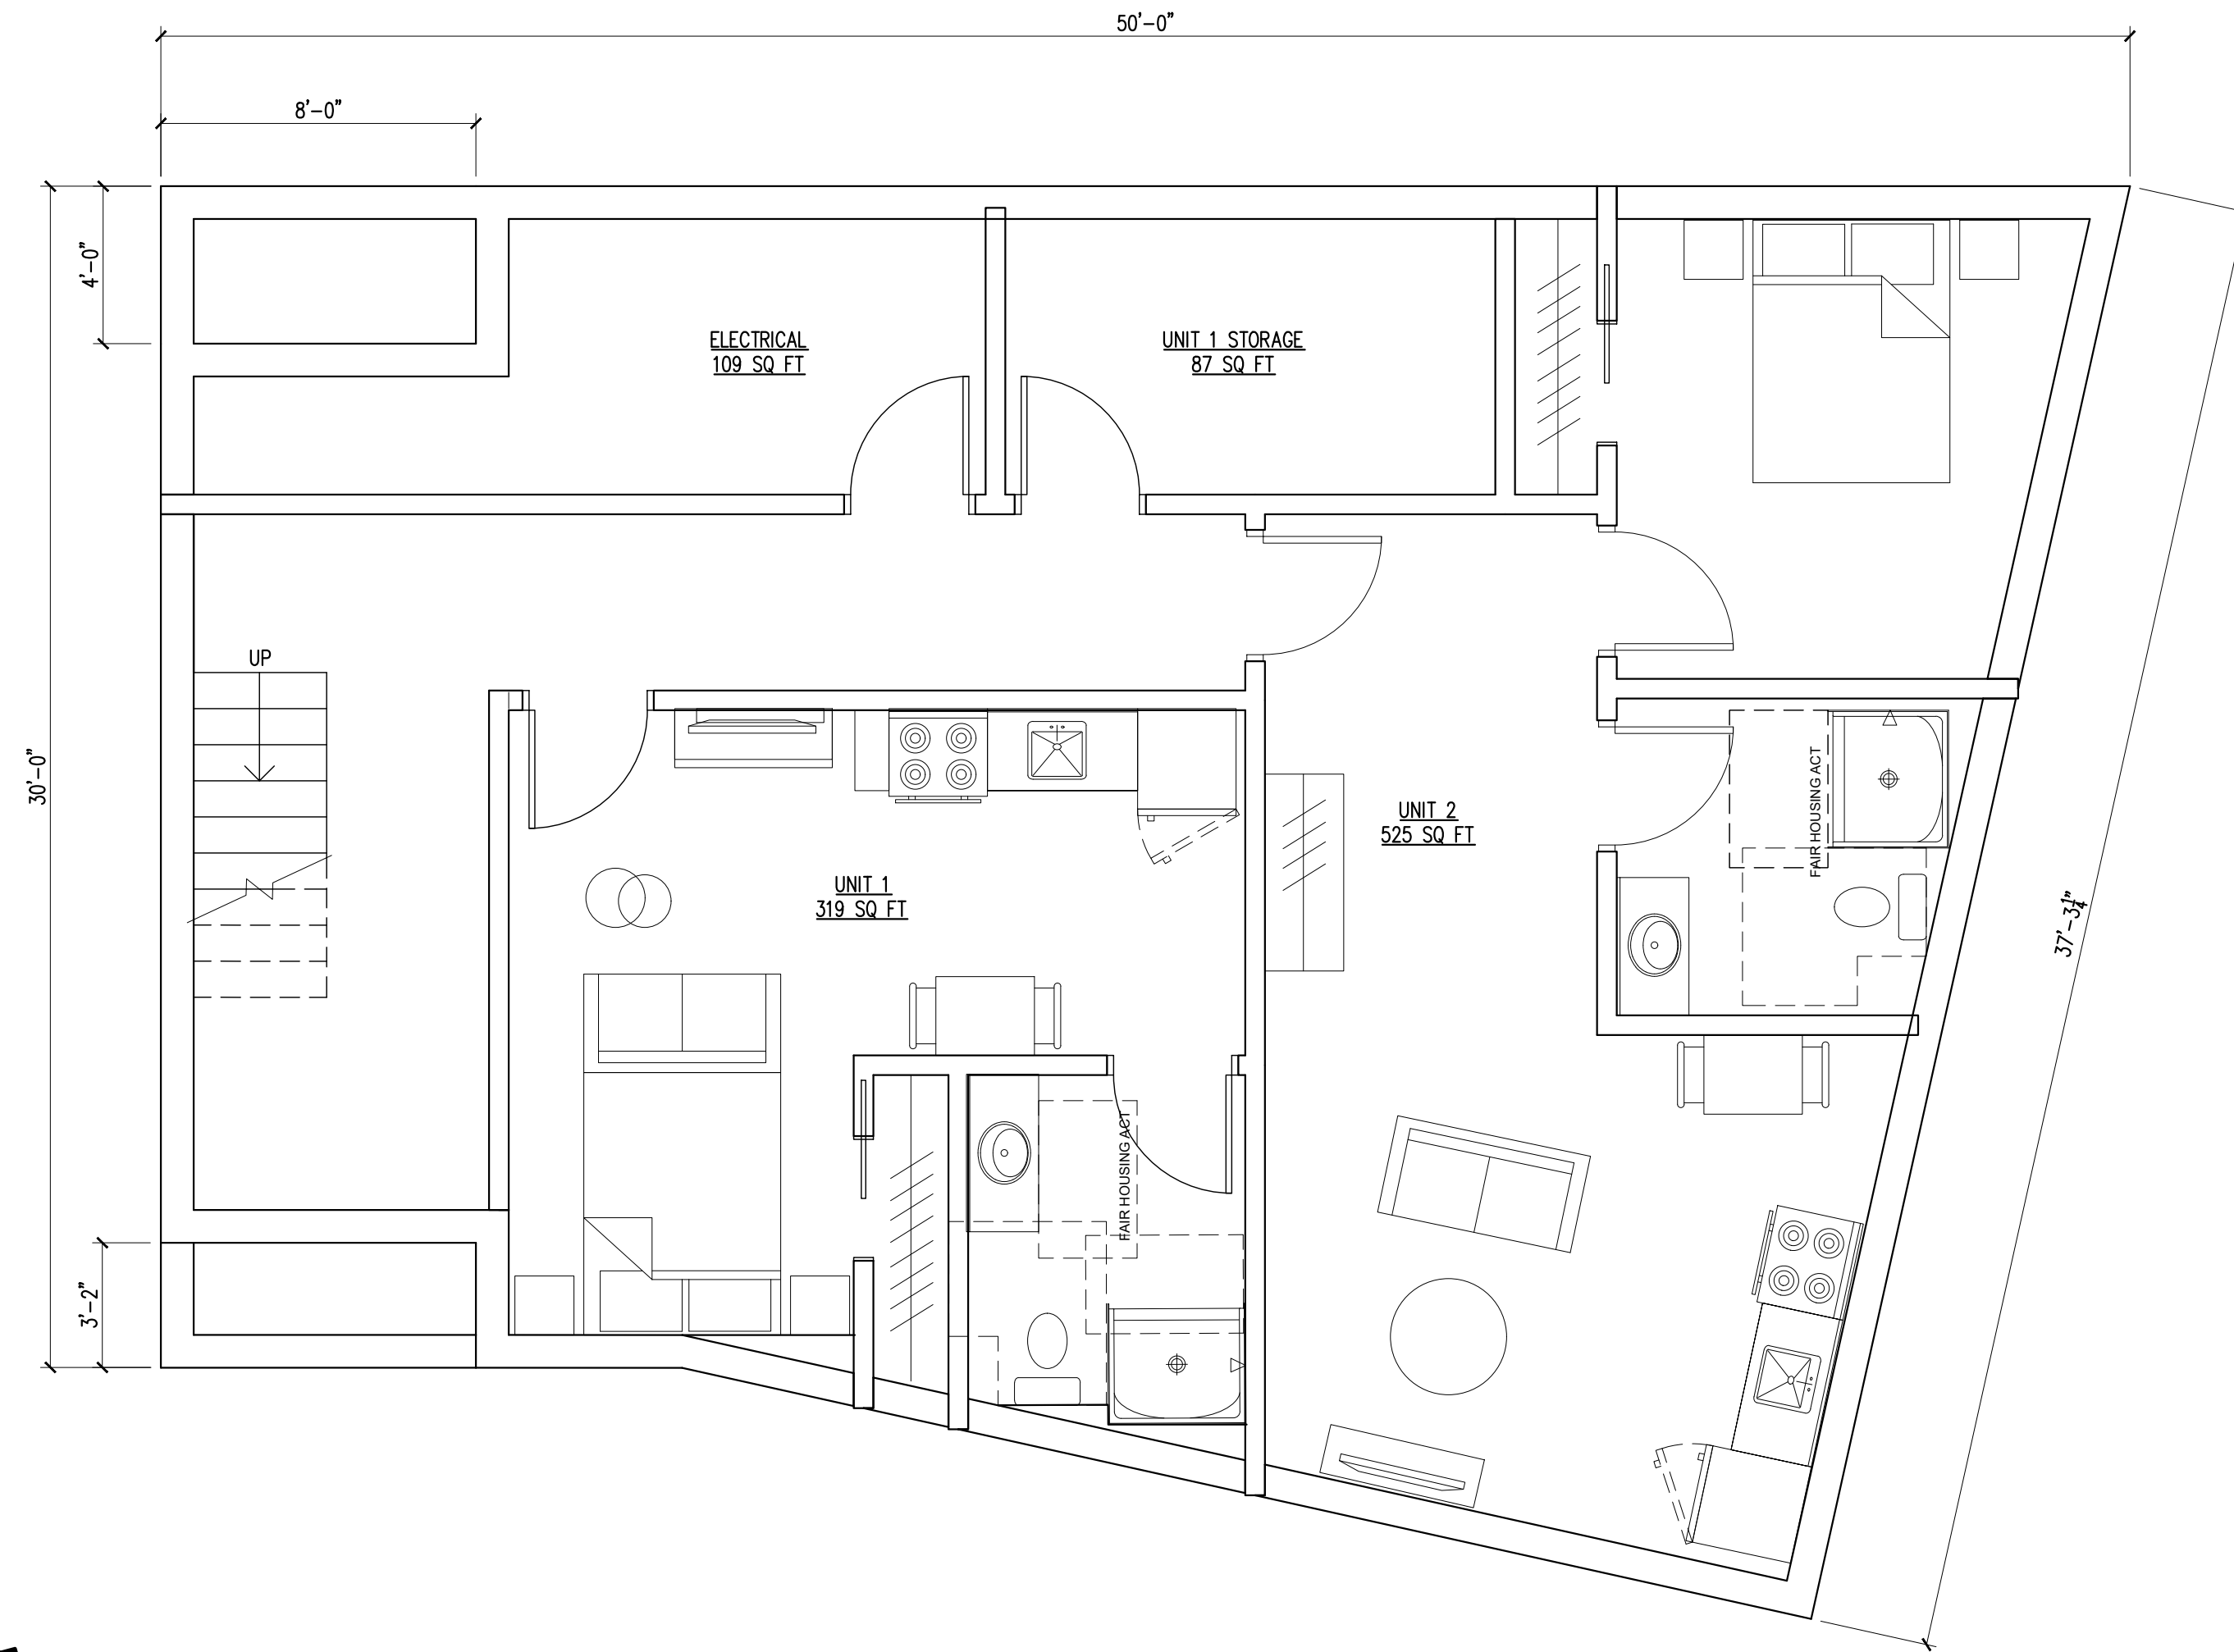 50'-0"
8'-0"
4'-0"
ELECTRICAL
109 SQ FT
UNIT 1 STORAGE
87 SQ FT
UP
30'-0"
UNIT 2
525 SQ FT
FAIR HOUSING ACT
UNIT 1
319 SQ FT
37'-3 1/4"
FAIR HOUSING ACT
3'-2"